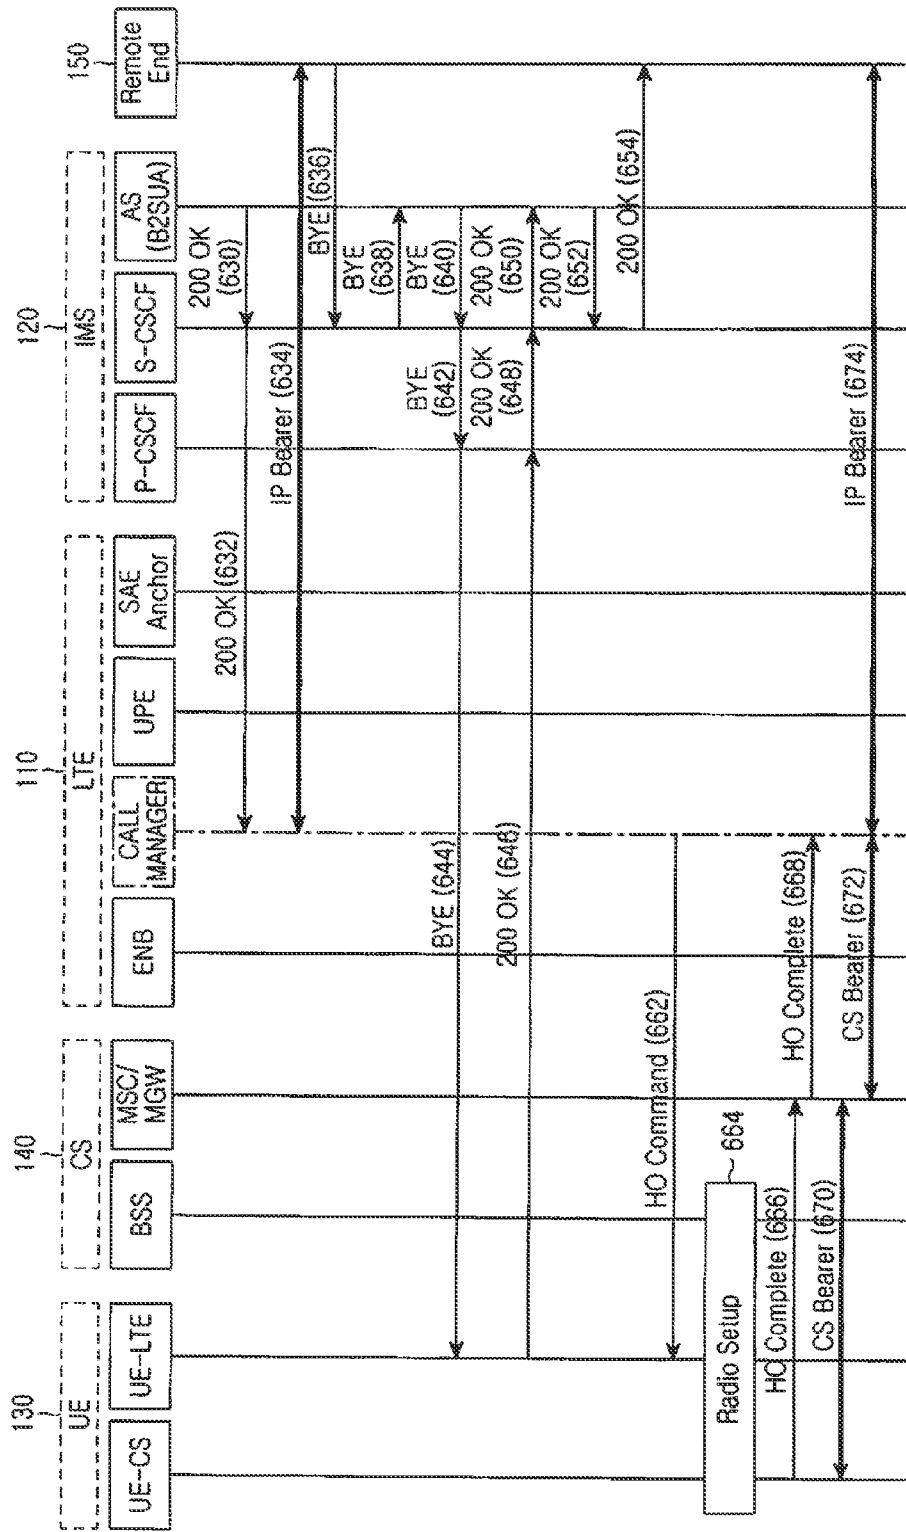 130
UE
UE-CS
UE-LTE
140
CS
BSS
MSC/
MGW
110
LTE
ENB
CALL
MANAGER
UPE
SAE
Anchor
120
IMS
P-CSCF
S-CSCF
AS
(B2SUA)
150
Remote
End
200 OK
(630)
200 OK (632)
IP Bearer (634)
BYE (636)
BYE
(638)
BYE
(640)
BYE
(642)
BYE (644)
200 OK (646)
200 OK
(648)
200 OK
(650)
200 OK
(652)
200 OK (654)
HO Command (662)
Radio Setup
664
HO Complete (666)
HO Complete (668)
CS Bearer (670)
CS Bearer (672)
IP Bearer (674)